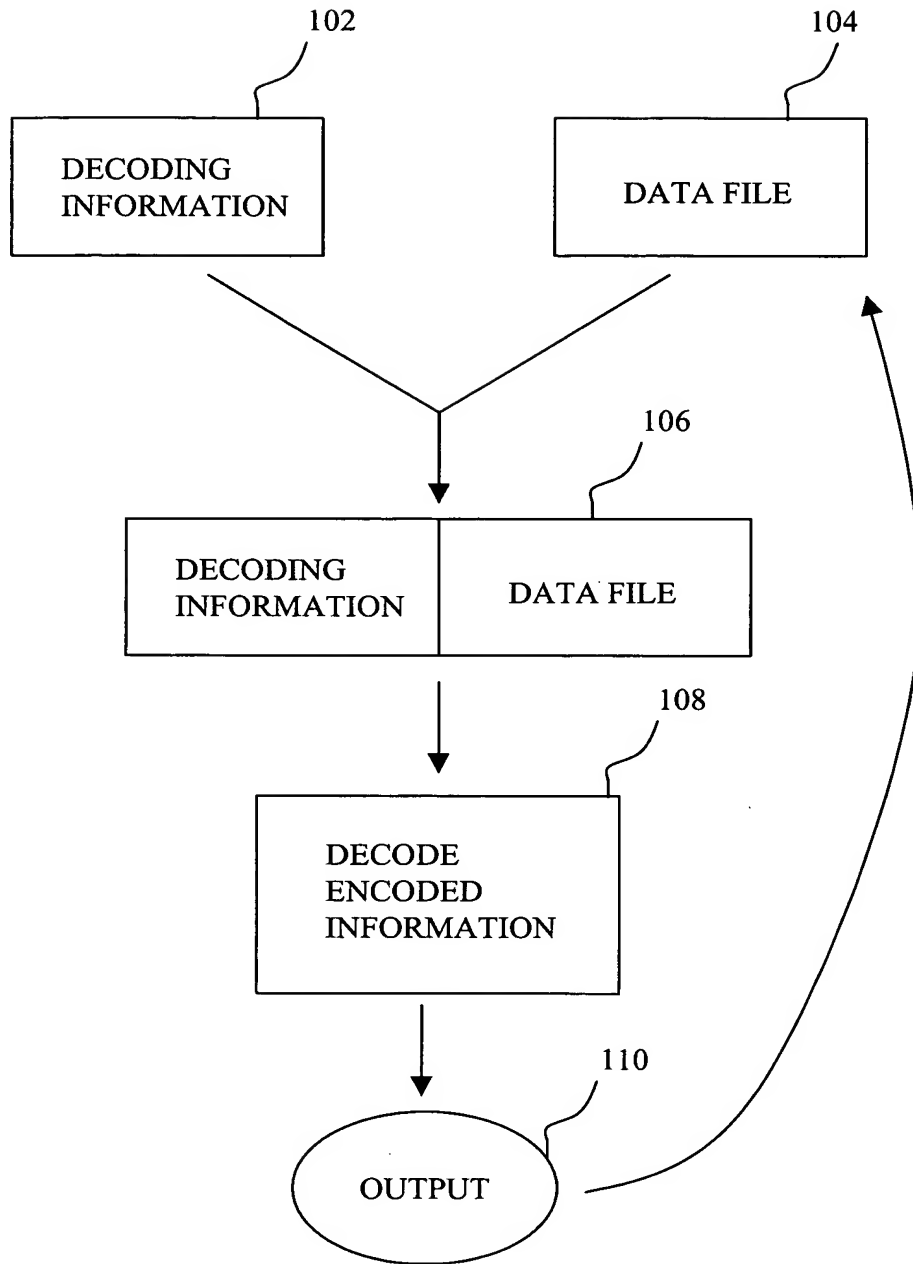 102
104
DECODING
INFORMATION
DATA FILE
106
DECODING
INFORMATION
DATA FILE
108
DECODE
ENCODED
INFORMATION
110
OUTPUT